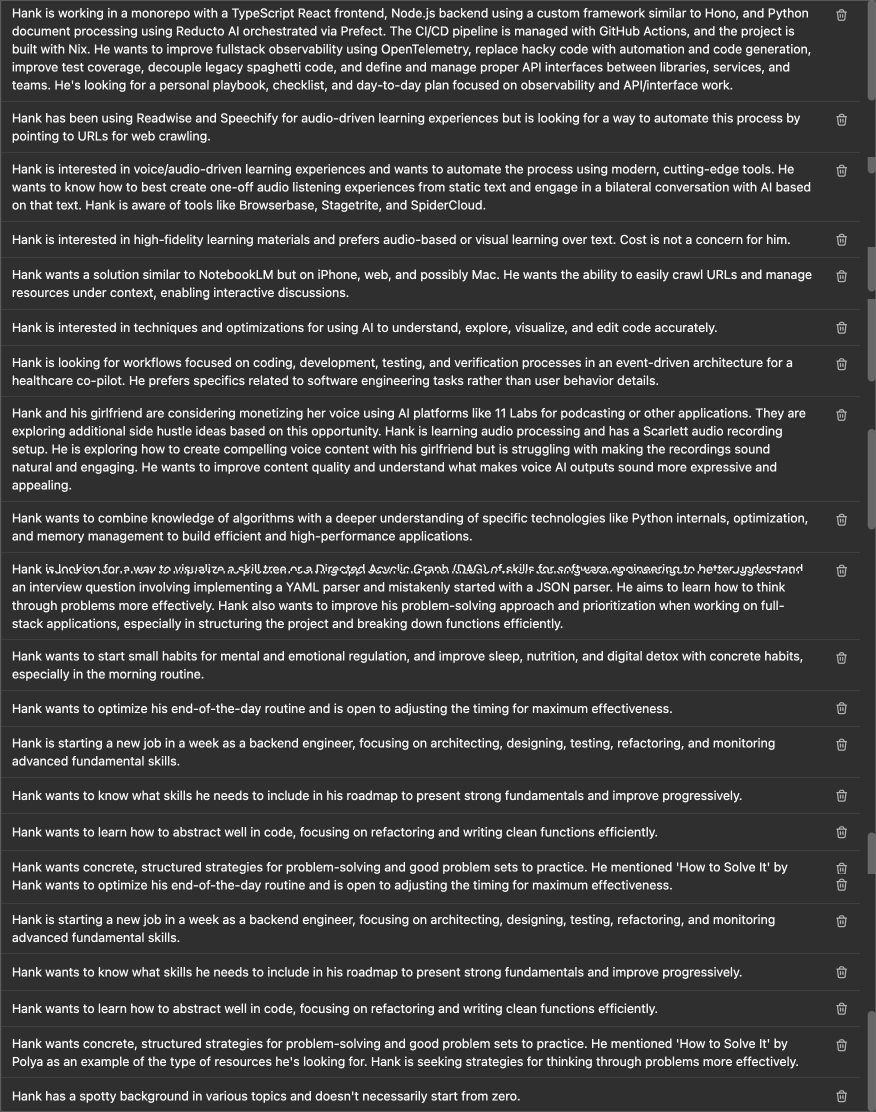 Hank is working in a monorepo with a TypeScript React frontend, Node.js backend using a custom framework similar to Hono, and Python
document processing using Reducto AI orchestrated via Prefect. The CI/CD pipeline is managed with GitHub Actions, and the project is
built with Nix. He wants to improve fullstack observability using OpenTelemetry, replace hacky code with automation and code generation,
improve test coverage, decouple legacy spaghetti code, and define and manage proper API interfaces between libraries, services, and
teams. He's looking for a personal playbook, checklist, and day-to-day plan focused on observability and API/interface work.
Hank has been using Readwise and Speechify for audio-driven learning experiences but is looking for a way to automate this process by
pointing to URLs for web crawling.
Hank is interested in voice/audio-driven learning experiences and wants to automate the process using modern, cutting-edge tools. He
wants to know how to best create one-off audio listening experiences from static text and engage in a bilateral conversation with AI based
on that text. Hank is aware of tools like Browserbase, Stagetrite, and SpiderCloud.
Hank is interested in high-fidelity learning materials and prefers audio-based or visual learning over text. Cost is not a concern for him.
Hank wants a solution similar to NotebookLM but on iPhone, web, and possibly Mac. He wants the ability to easily crawl URLs and manage
resources under context, enabling interactive discussions.
Hank is interested in techniques and optimizations for using AI to understand, explore, visualize, and edit code accurately.
Hank is looking for workflows focused on coding, development, testing, and verification processes in an event-driven architecture for a
healthcare co-pilot. He prefers specifics related to software engineering tasks rather than user behavior details.
Hank and his girlfriend are considering monetizing her voice using AI platforms like 11 Labs for podcasting or other applications. They are
exploring additional side hustle ideas based on this opportunity. Hank is learning audio processing and has a Scarlett audio recording
setup. He is exploring how to create compelling voice content with his girlfriend but is struggling with making the recordings sound
natural and engaging. He wants to improve content quality and understand what makes voice AI outputs sound more expressive and
appealing.
Hank wants to combine knowledge of algorithms with a deeper understanding of specific technologies like Python internals, optimization,
and memory management to build efficient and high-performance applications.
Hank is looking for a way to visualize a skill tree or a Directed Acyclic Graph (DAG) of skills for software engineering to better understand
an interview question involving implementing a YAML parser and mistakenly started with a JSON parser. He aims to learn how to think
through problems more effectively. Hank also wants to improve his problem-solving approach and prioritization when working on full-
stack applications, especially in structuring the project and breaking down functions efficiently.
Hank wants to start small habits for mental and emotional regulation, and improve sleep, nutrition, and digital detox with concrete habits,
especially in the morning routine.
Hank wants to optimize his end-of-the-day routine and is open to adjusting the timing for maximum effectiveness.
Hank is starting a new job in a week as a backend engineer, focusing on architecting, designing, testing, refactoring, and monitoring
advanced fundamental skills.
Hank wants to know what skills he needs to include in his roadmap to present strong fundamentals and improve progressively.
Hank wants to learn how to abstract well in code, focusing on refactoring and writing clean functions efficiently.
Hank wants concrete, structured strategies for problem-solving and good problem sets to practice. He mentioned 'How to Solve It' by
Hank wants to optimize his end-of-the-day routine and is open to adjusting the timing for maximum effectiveness.
Hank is starting a new job in a week as a backend engineer, focusing on architecting, designing, testing, refactoring, and monitoring
advanced fundamental skills.
Hank wants to know what skills he needs to include in his roadmap to present strong fundamentals and improve progressively.
Hank wants to learn how to abstract well in code, focusing on refactoring and writing clean functions efficiently.
Hank wants concrete, structured strategies for problem-solving and good problem sets to practice. He mentioned 'How to Solve It' by
Polya as an example of the type of resources he's looking for. Hank is seeking strategies for thinking through problems more effectively.
Hank has a spotty background in various topics and doesn't necessarily start from zero.